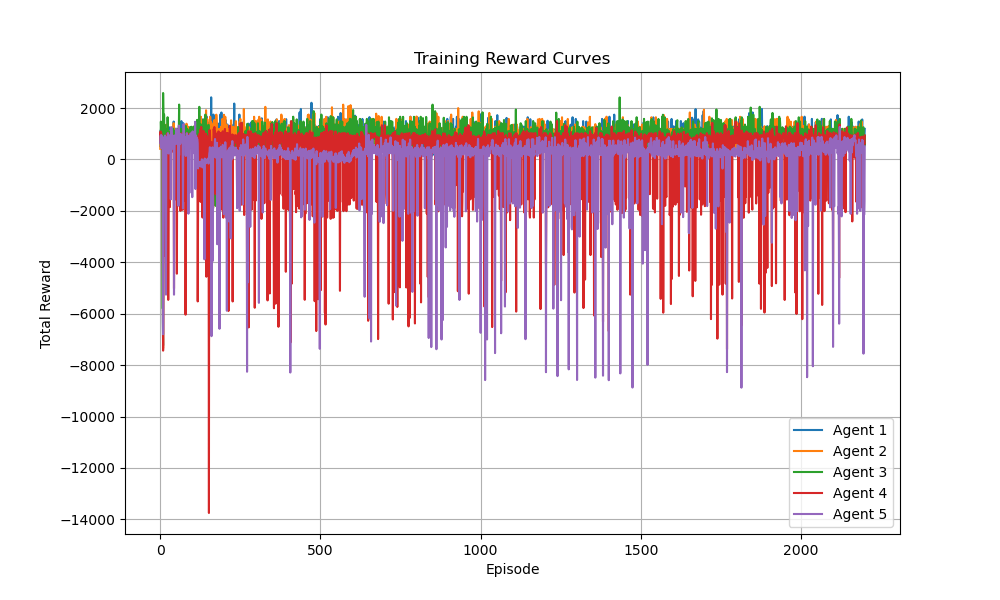 Training Reward Curves
Total Reward
2000
0
−2000
−4000
−6000
−8000
−10000
−12000
−14000
0
500
1000
1500
2000
Episode
Agent 1
Agent 2
Agent 3
Agent 4
Agent 5